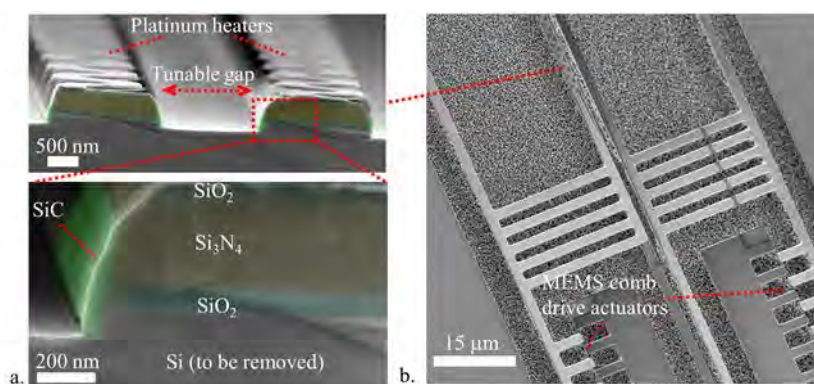 Platinum heaters
Tunable gap
500 nm
SiO2
SiC
Si3N4
SiO2
200 nm
Si (to be removed)
a.
MEMS comb
drive actuators
15 μm
b.